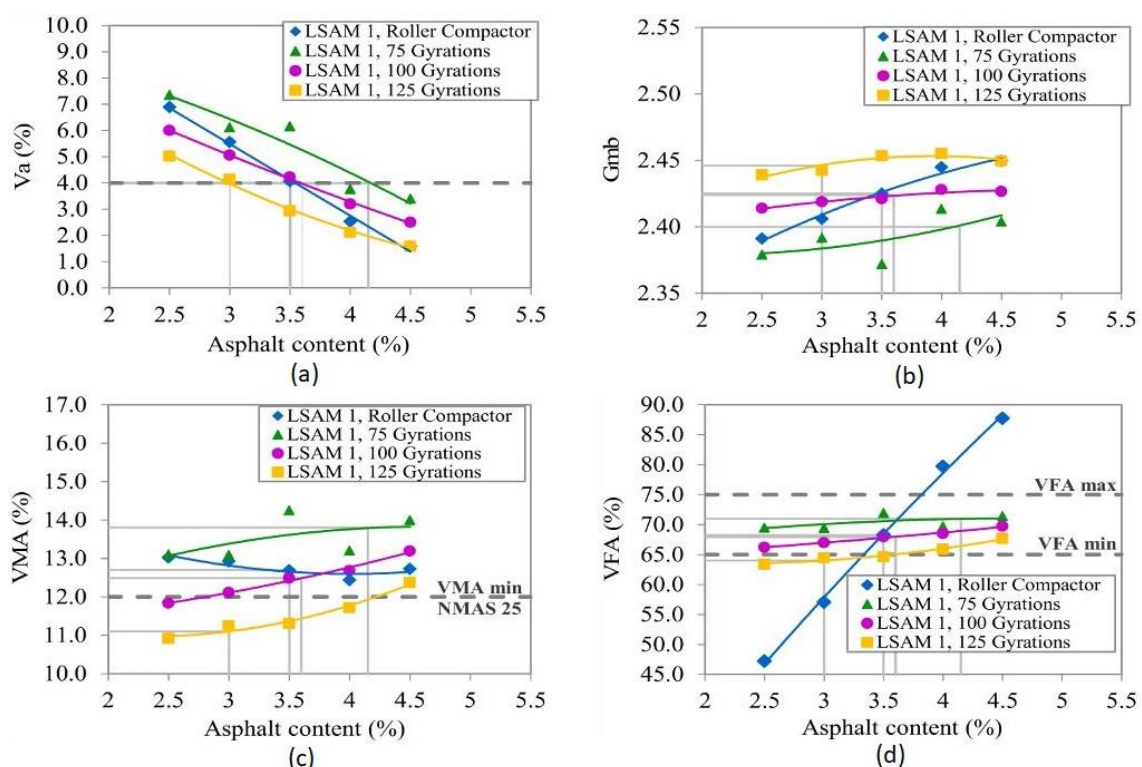 LSAM 1, Roller Compactor
LSAM 1, 75 Gyrations
LSAM 1, 100 Gyrations
LSAM 1, 125 Gyrations
Va (%)
10.0
9.0
8.0
7.0
6.0
5.0
4.0
3.0
2.0
1.0
0.0
2 2.5 3 3.5 4 4.5 5 5.5
Asphalt content (%)
(a)
LSAM 1, Roller Compactor
LSAM 1, 75 Gyrations
LSAM 1, 100 Gyrations
LSAM 1, 125 Gyrations
Gmb
2.55
2.50
2.45
2.40
2.35
2 2.5 3 3.5 4 4.5 5 5.5
Asphalt content (%)
(b)
LSAM 1, Roller Compactor
LSAM 1, 75 Gyrations
LSAM 1, 100 Gyrations
LSAM 1, 125 Gyrations
VMA (%)
17.0
16.0
15.0
14.0
13.0
12.0
11.0
10.0
VMA min
NMAS 25
2 2.5 3 3.5 4 4.5 5 5.5
Asphalt content (%)
(c)
VFA (%)
90.0
85.0
80.0
75.0
70.0
65.0
60.0
55.0
50.0
45.0
VFA max
VFA min
LSAM 1, Roller Compactor
LSAM 1, 75 Gyrations
LSAM 1, 100 Gyrations
LSAM 1, 125 Gyrations
2 2.5 3 3.5 4 4.5 5 5.5
Asphalt content (%)
(d)